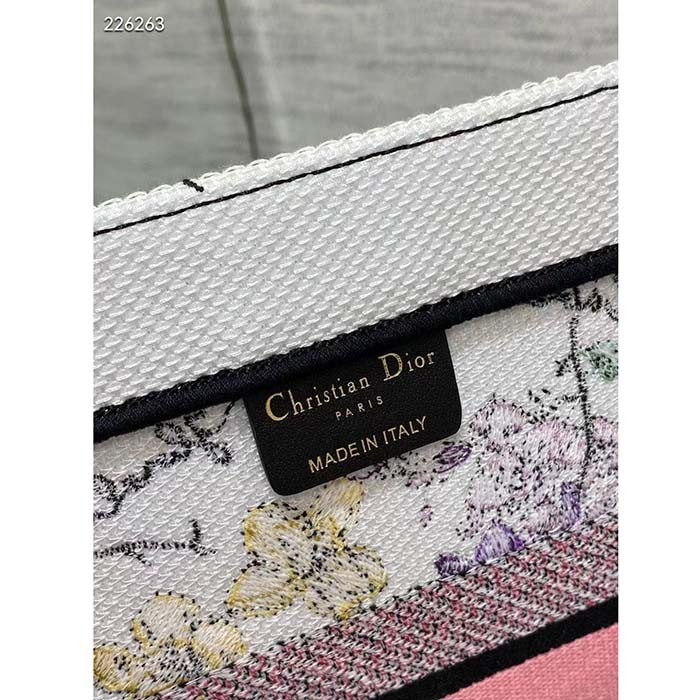 226263
Christian Dior
PARIS
MADE IN ITALY